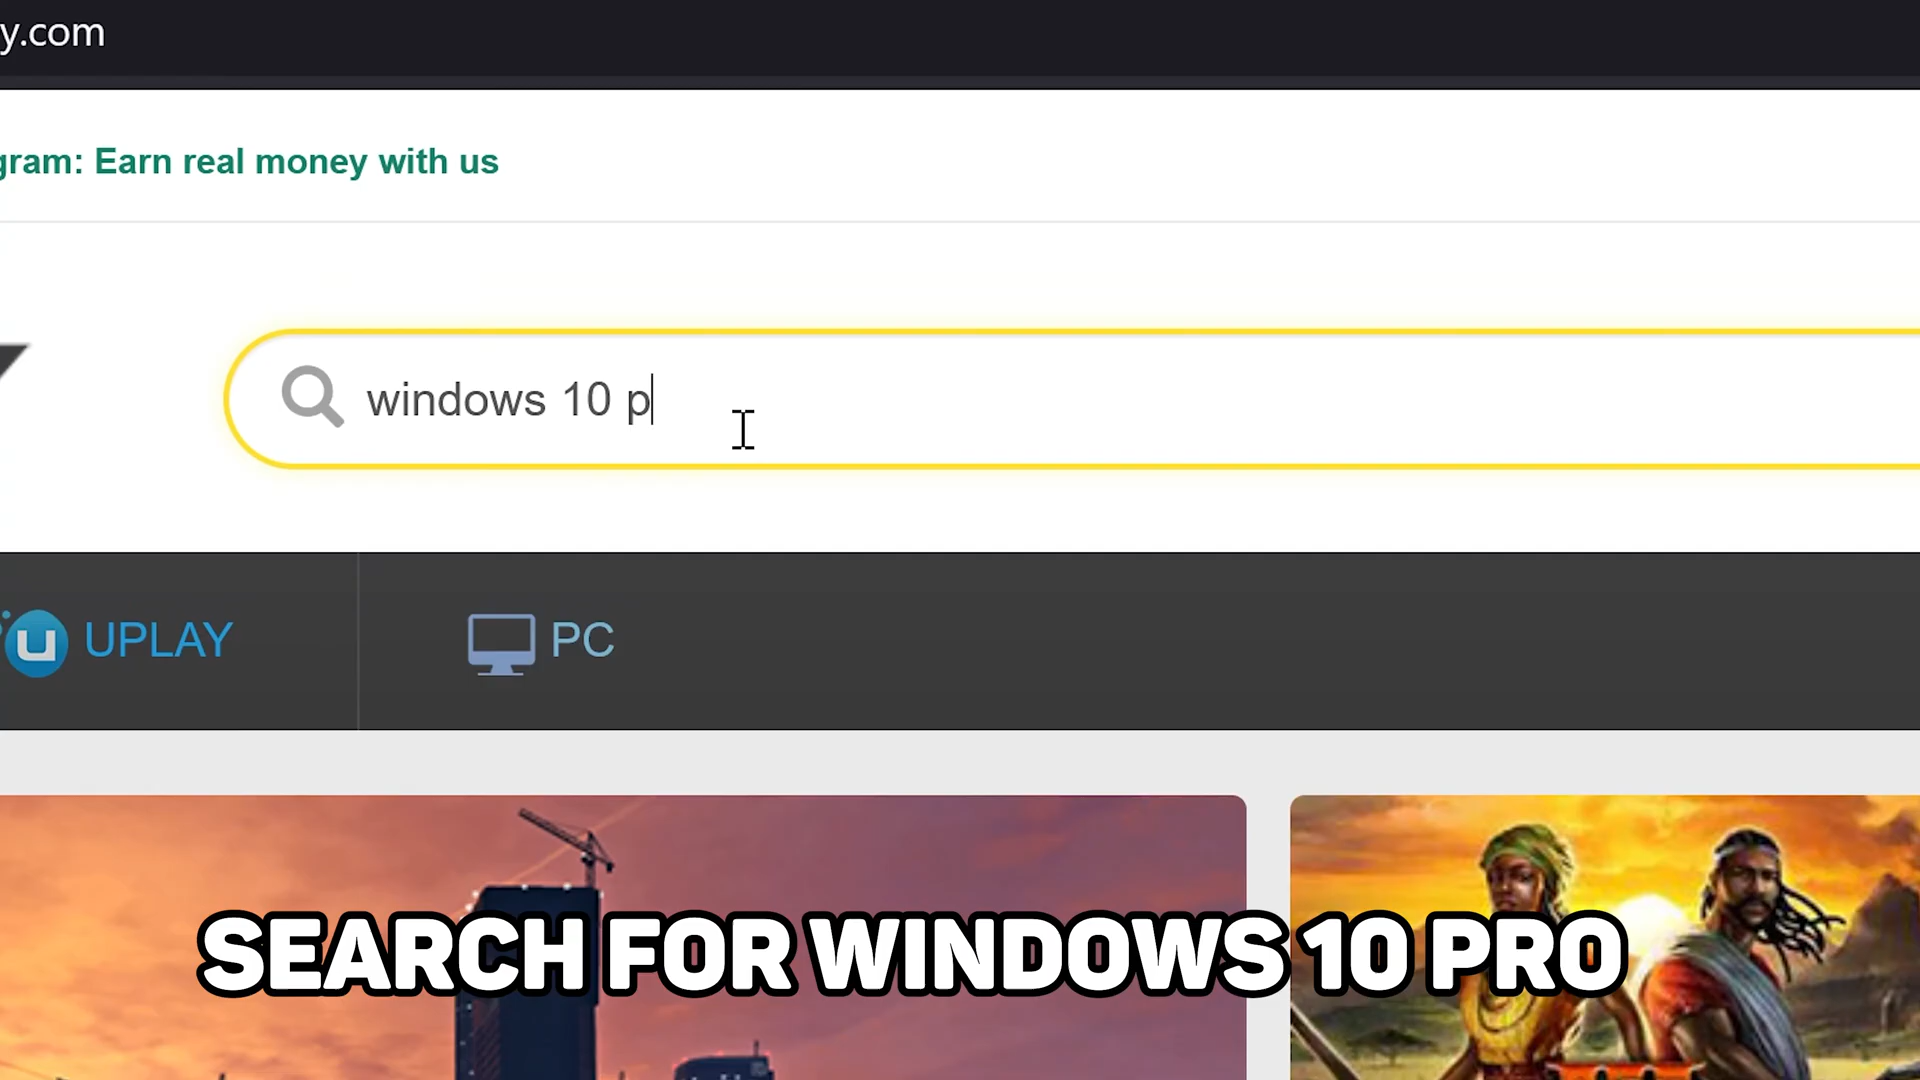 y.com
gram: Earn real money with us
windows 10 p
UPLAY
PC
SEARCH FOR WINDOWS 10 PRO